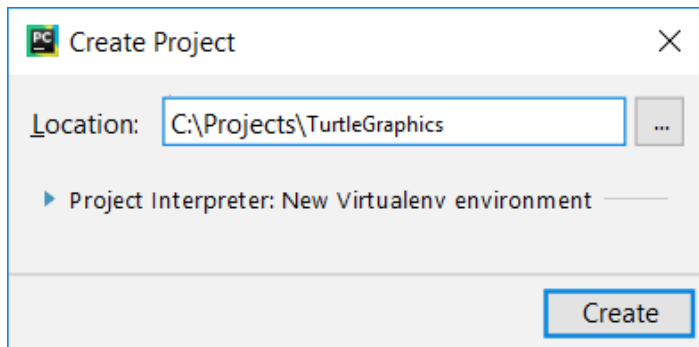 PC Create Project
Location: C:\Projects\TurtleGraphics ...
Project Interpreter: New Virtualenv environment
Create